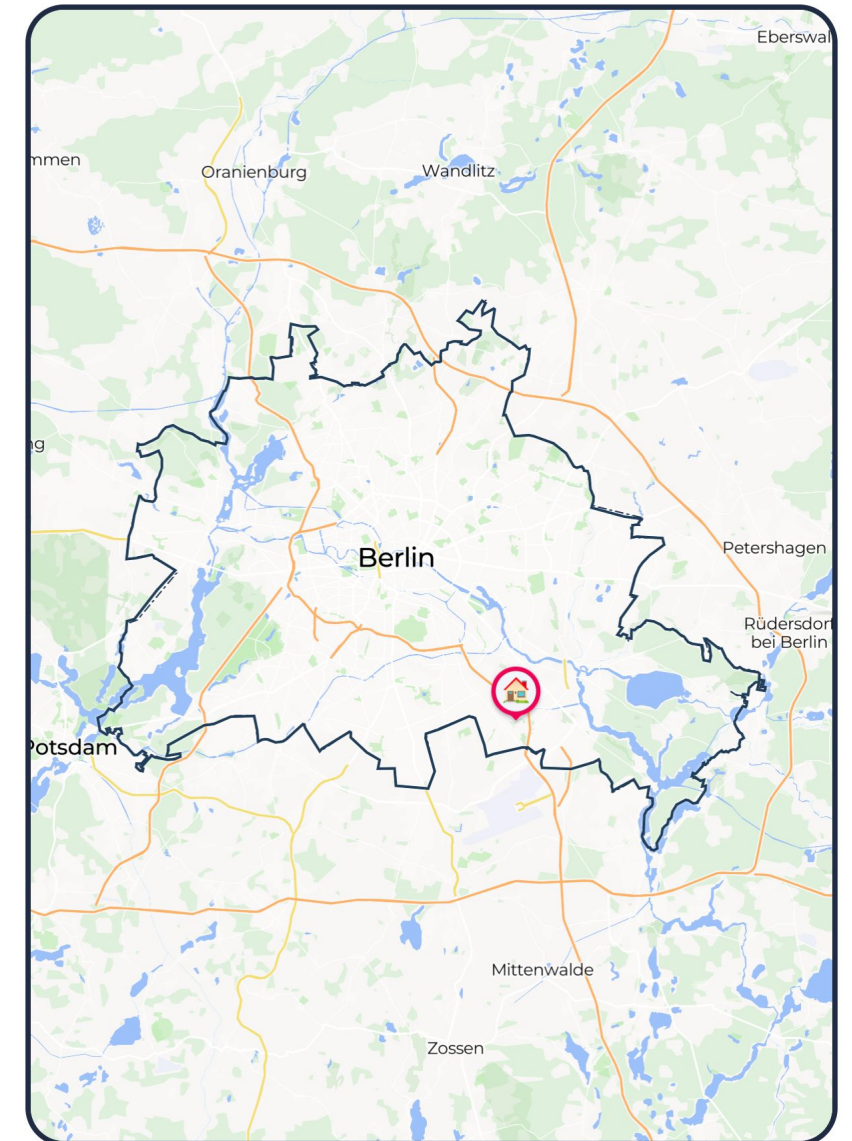 Eberswal
mmen
Oranienburg
Wandlitz
ng
Berlin
Petershagen
Rüdersdorf
bei Berlin
Potsdam
Mittenwalde
Zossen